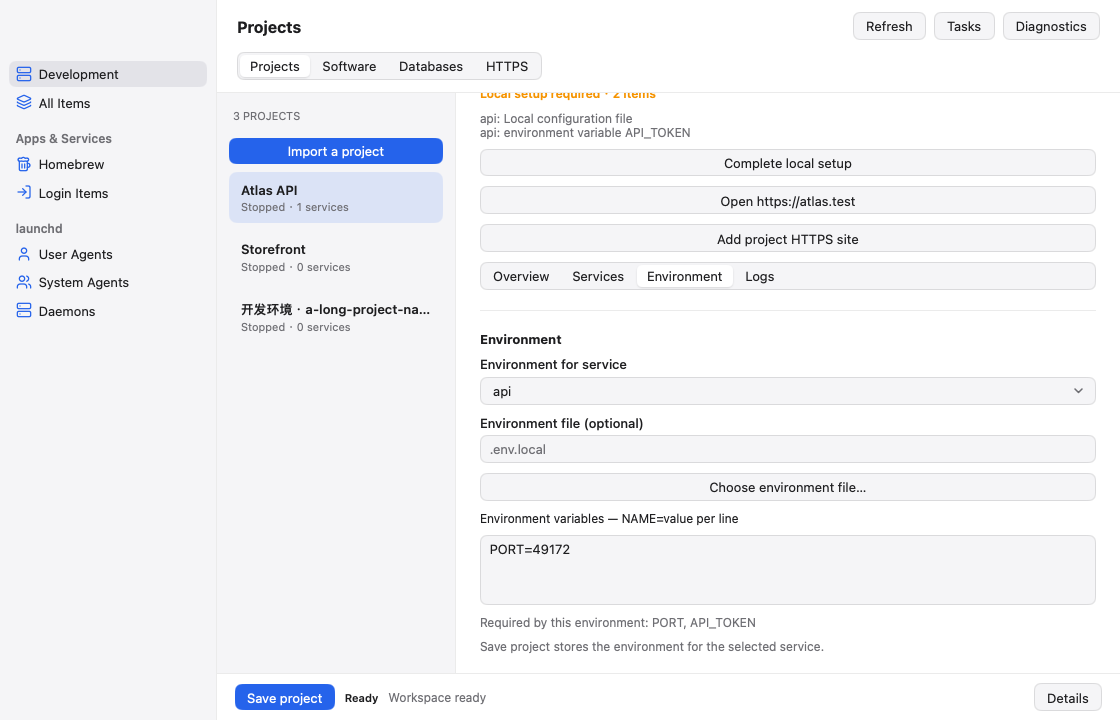 Projects
Refresh
Tasks
Diagnostics
Projects
Software
Databases
HTTPS
Development
All Items
Apps & Services
Homebrew
Login Items
launchd
User Agents
System Agents
Daemons
3 PROJECTS
Import a project
Atlas API
Stopped · 1 services
Storefront
Stopped · 0 services
开发环境 · a-long-project-na...
Stopped · 0 services
Local setup required · 2 items
api: Local configuration file
api: environment variable API_TOKEN
Complete local setup
Open https://atlas.test
Add project HTTPS site
Overview
Services
Environment
Logs
Environment
Environment for service
api
Environment file (optional)
.env.local
Choose environment file...
Environment variables — NAME=value per line
PORT=49172
Required by this environment: PORT, API_TOKEN
Save project stores the environment for the selected service.
Save project
Ready
Workspace ready
Details